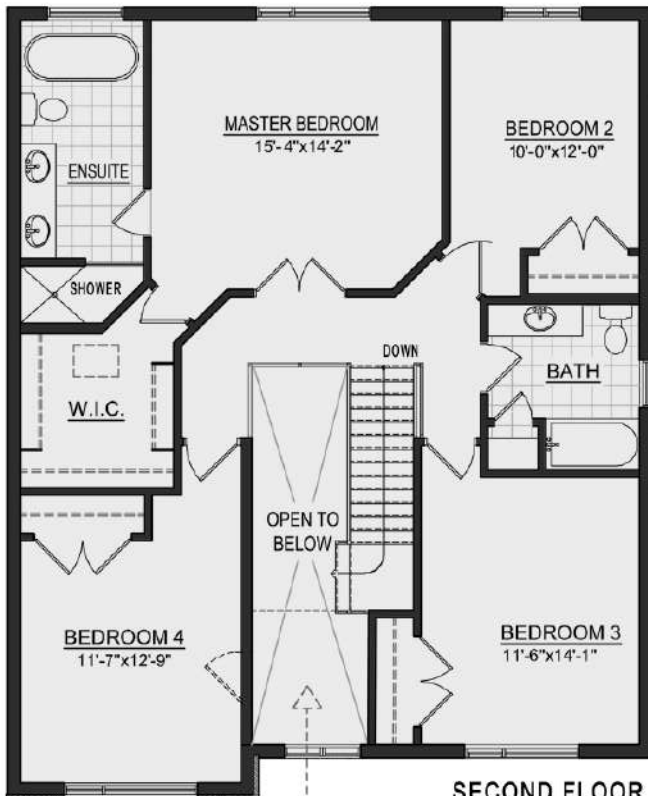 MASTER BEDROOM
15'-4"x14'-2"
BEDROOM 2
10'-0"x12'-0"
ENSUITE
SHOWER
DOWN
BATH
W.I.C.
OPEN TO
BELOW
BEDROOM 4
11'-7"x12'-9"
BEDROOM 3
11'-6"x14'-1"
SECOND FLOOR